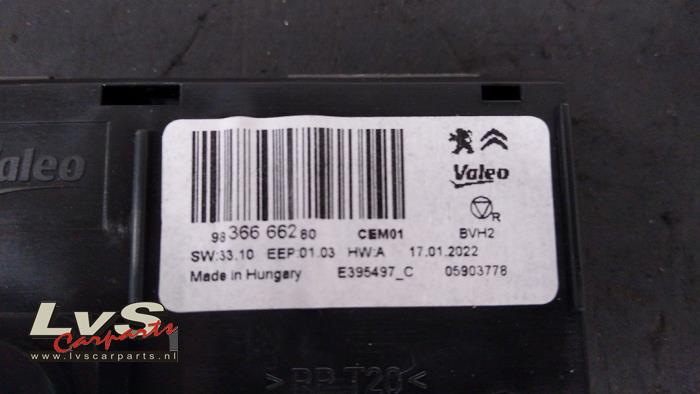 Valeo
Valeo
R
98 366 662 80 CEM01 BVH2
SW:33.10 EEP:01.03 HW:A 17.01.2022
Made in Hungary E395497_C 05903778
LvS
Carparts
www.lvscarparts.nl
>PP T20<